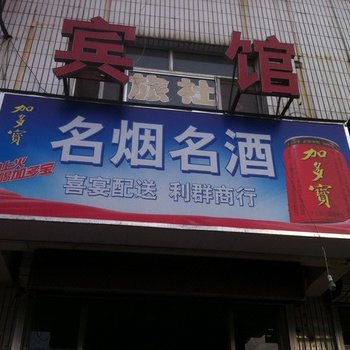 宾馆
旅社
加多宝
名烟名酒
喜宴配送 利群商行
加多宝